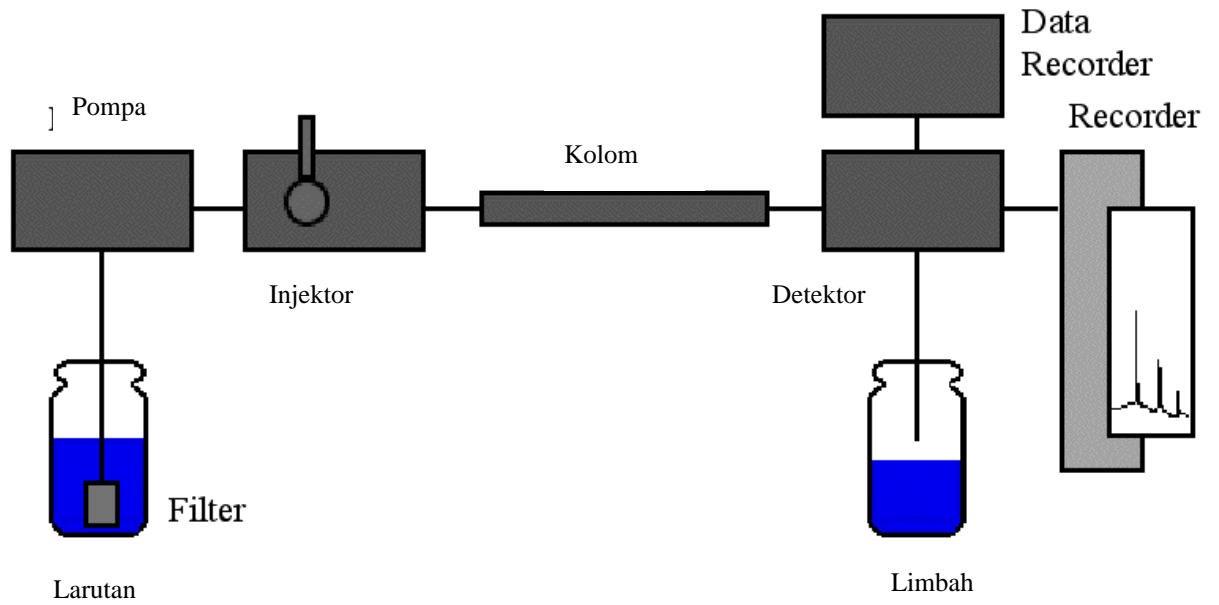 Data
Recorder
Pompa
Recorder
Kolom
Injektor
Detektor
Filter
Larutan
Limbah